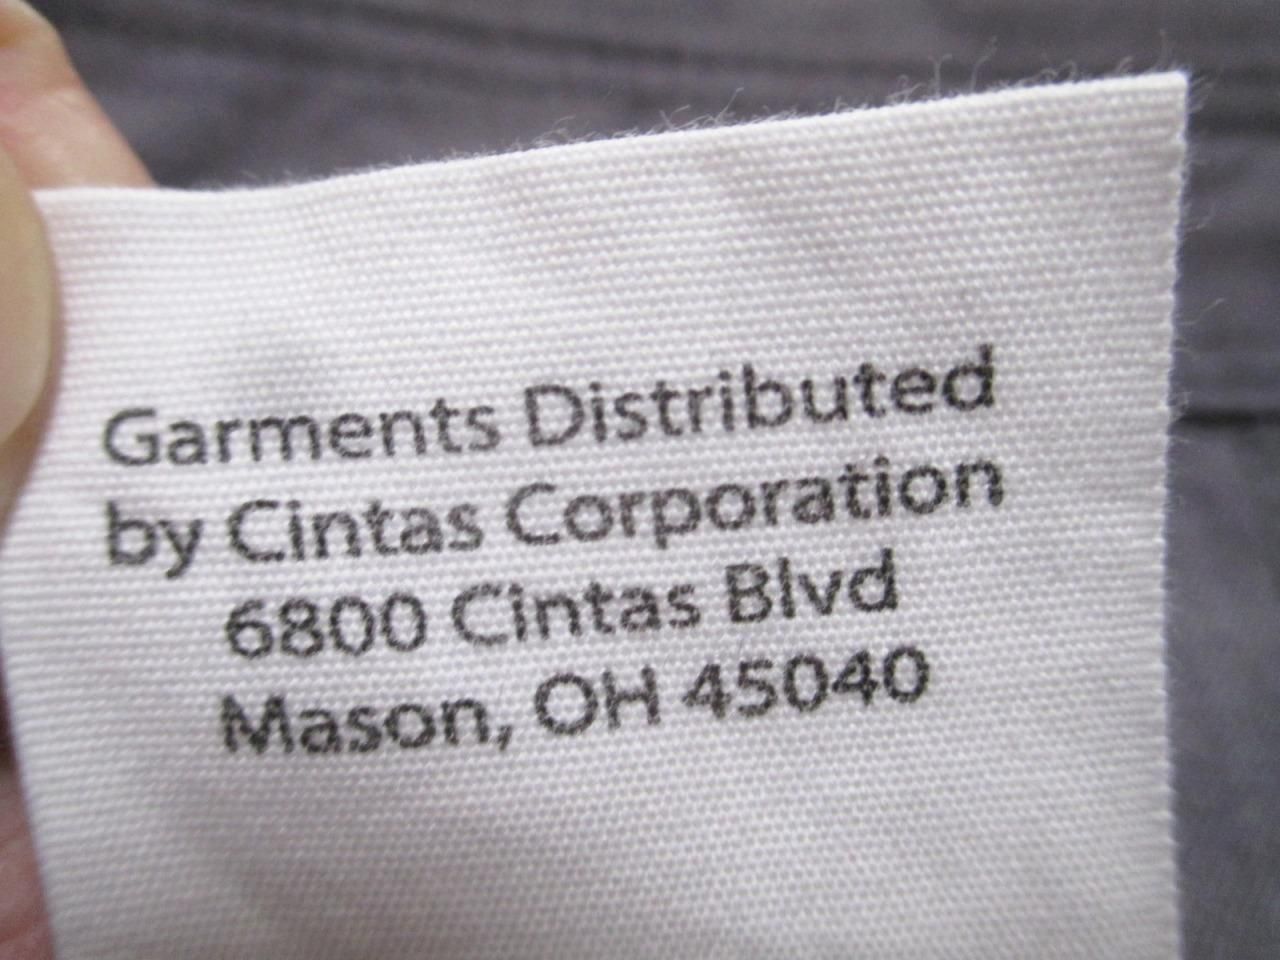 Garments Distributed
by Cintas Corporation
6800 Cintas Blvd
Mason, OH 45040